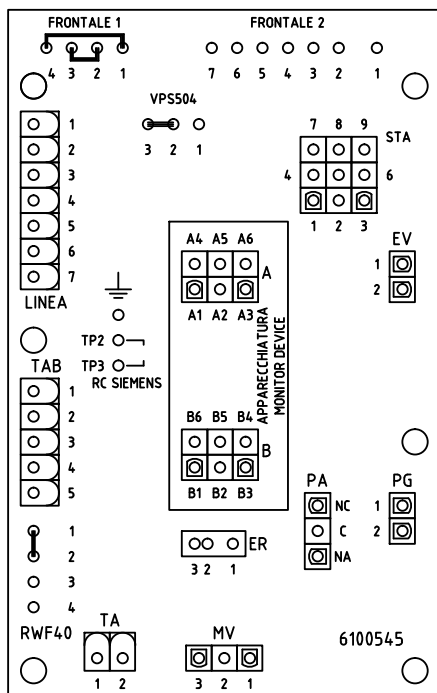 FRONTALE 1
FRONTALE 2
4 3 2 1
7 6 5 4 3 2 1
VPS504
3 2 1
1
2
3
4
5
6
7
LINEA
7 8 9
STA
4 6
1 2 3
EV
1
2
A4 A5 A6
A
A1 A2 A3
APPARECCHIATURA
MONITOR DEVICE
TP2
TP3
RC SIEMENS
TAB
1
2
3
4
5
B6 B5 B4
B
B1 B2 B3
PA
NC
C
NA
PG
1
2
1
2
3
4
RWF40
ER
3 2 1
TA
1 2
MV
3 2 1
6100545